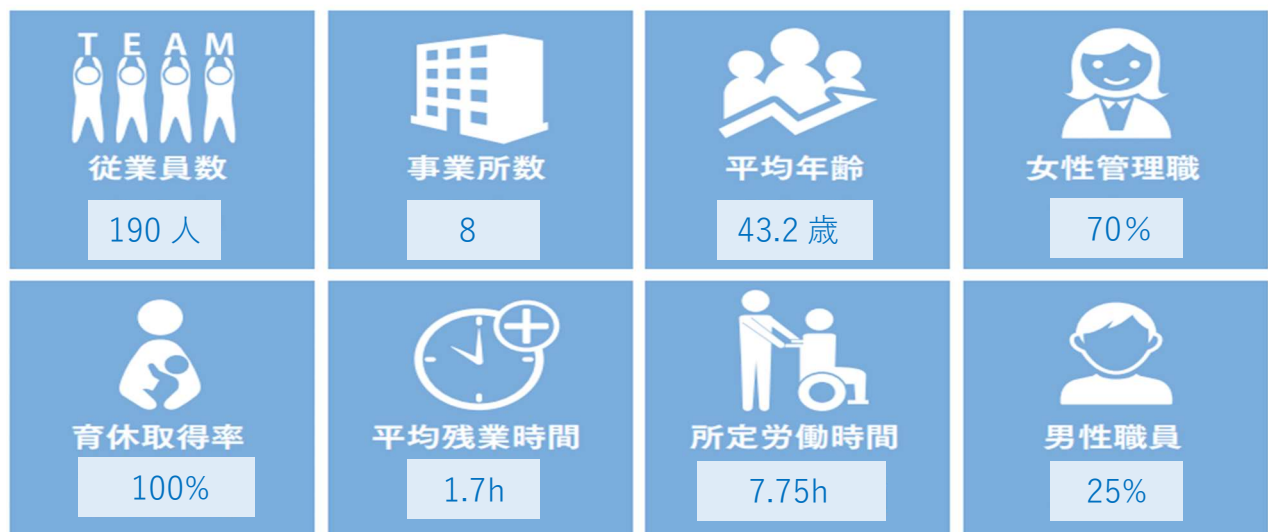 TEAM
従業員数
190 人
事業所数
8
平均年齢
43.2 歳
女性管理職
70%
育休取得率
100%
平均残業時間
1.7h
所定労働時間
7.75h
男性職員
25%